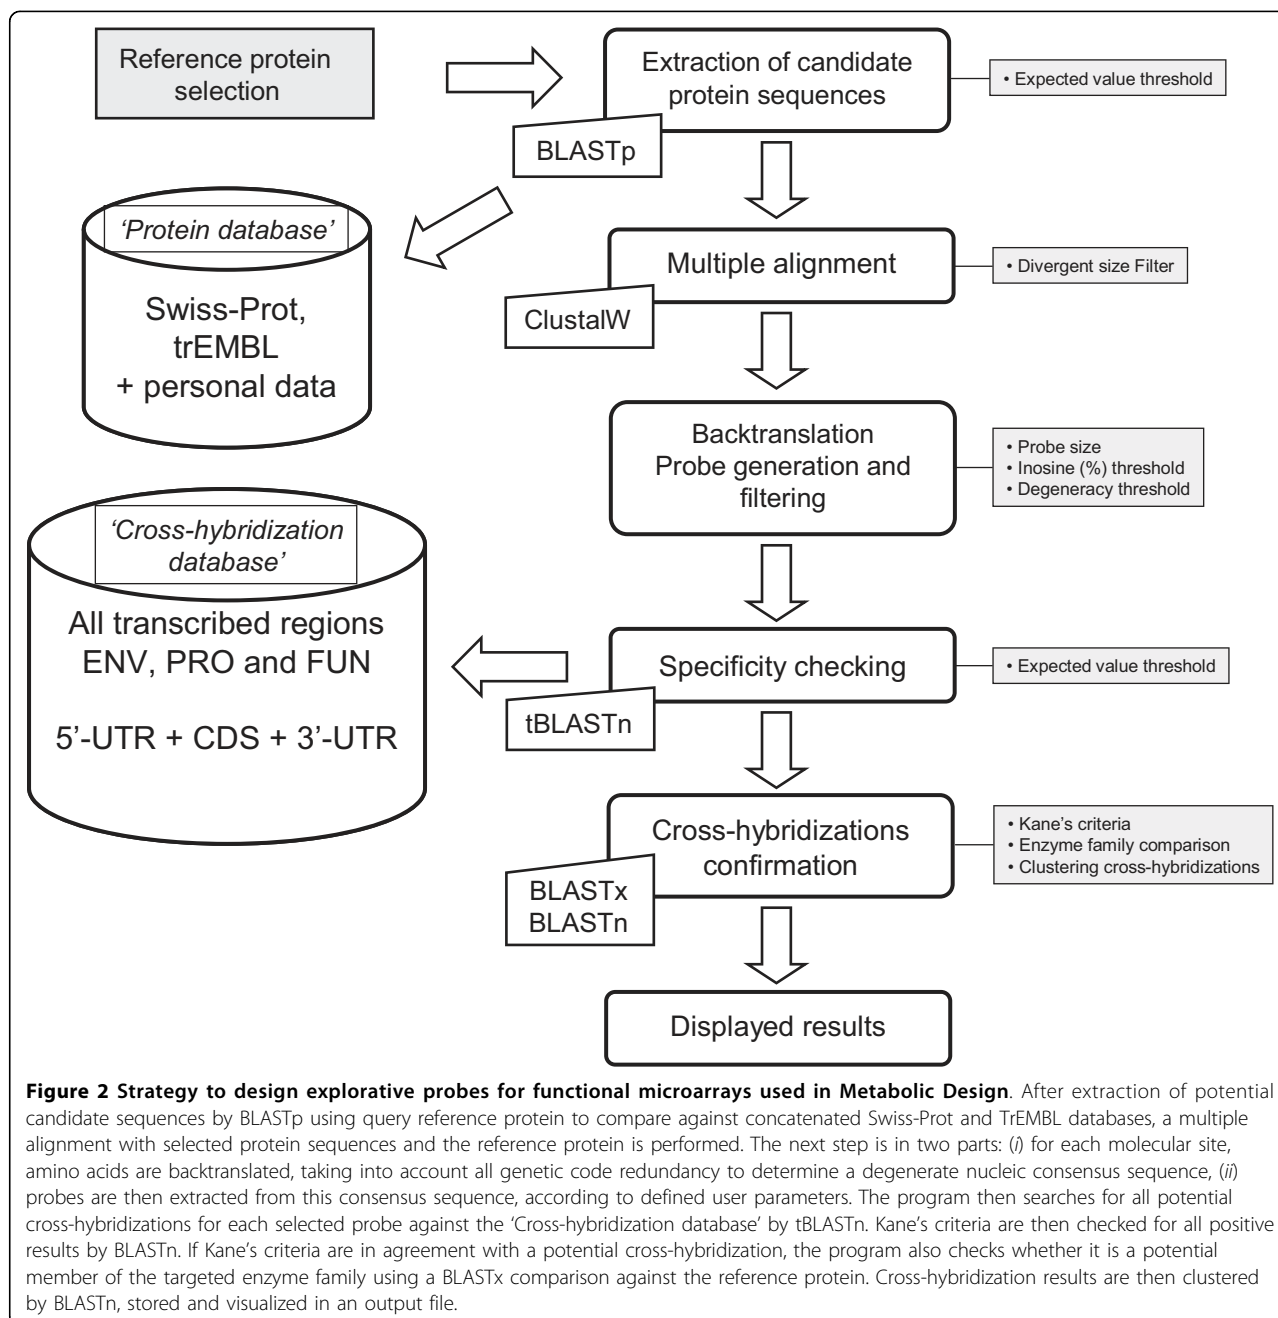 Reference protein
selection
Extraction of candidate
protein sequences
• Expected value threshold
BLASTp
‘Protein database’
Swiss-Prot,
trEMBL
+ personal data
Multiple alignment
• Divergent size Filter
ClustalW
Backtranslation
Probe generation and
filtering
• Probe size
• Inosine (%) threshold
• Degeneracy threshold
‘Cross-hybridization
database’
All transcribed regions
ENV, PRO and FUN
5’-UTR + CDS + 3’-UTR
Specificity checking
• Expected value threshold
tBLASTn
Cross-hybridizations
confirmation
• Kane’s criteria
• Enzyme family comparison
• Clustering cross-hybridizations
BLASTx
BLASTn
Displayed results
Figure 2 Strategy to design explorative probes for functional microarrays used in Metabolic Design. After extraction of potential
candidate sequences by BLASTp using query reference protein to compare against concatenated Swiss-Prot and TrEMBL databases, a multiple
alignment with selected protein sequences and the reference protein is performed. The next step is in two parts: (i) for each molecular site,
amino acids are backtranslated, taking into account all genetic code redundancy to determine a degenerate nucleic consensus sequence, (ii)
probes are then extracted from this consensus sequence, according to defined user parameters. The program then searches for all potential
cross-hybridizations for each selected probe against the ‘Cross-hybridization database’ by tBLASTn. Kane’s criteria are then checked for all positive
results by BLASTn. If Kane’s criteria are in agreement with a potential cross-hybridization, the program also checks whether it is a potential
member of the targeted enzyme family using a BLASTx comparison against the reference protein. Cross-hybridization results are then clustered
by BLASTn, stored and visualized in an output file.